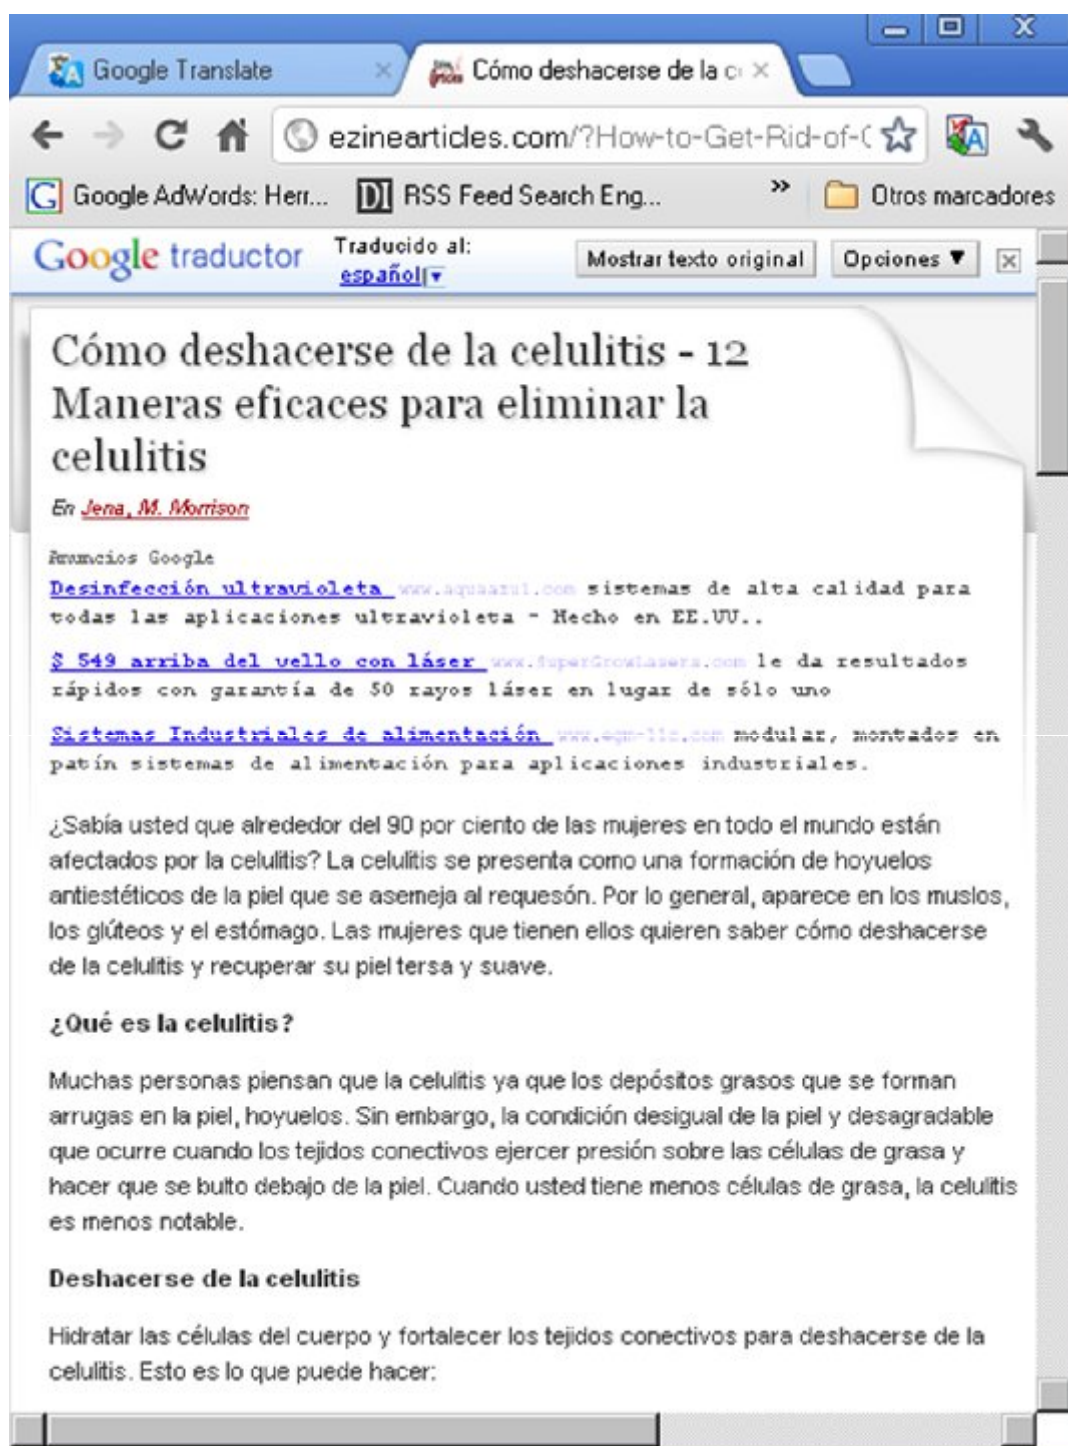 Google Translate
Cómo deshacerse de la c
ezinearticles.com/?How-to-Get-Rid-of-C
Google AdWords: Herr... DI RSS Feed Search Eng... » Otros marcadores
Google traductor Traducido al: español Mostrar texto original Opciones ▼
Cómo deshacerse de la celulitis - 12
Maneras eficaces para eliminar la
celulitis
En Jena, M. Morrison
Anuncios Google
Desinfección ultravioleta www.aquaazul.com sistemas de alta calidad para
todas las aplicaciones ultravioleta - Hecho en EE.UU..
$ 549 arriba del vello con láser www.SuperGrowLasers.com le da resultados
rápidos con garantía de 50 rayos láser en lugar de sólo uno
Sistemas Industriales de alimentación modular, montados en
patín sistemas de alimentación para aplicaciones industriales.
¿Sabía usted que alrededor del 90 por ciento de las mujeres en todo el mundo están
afectados por la celulitis? La celulitis se presenta como una formación de hoyuelos
antiestéticos de la piel que se asemeja al requesón. Por lo general, aparece en los muslos,
los glúteos y el estómago. Las mujeres que tienen ellos quieren saber cómo deshacerse
de la celulitis y recuperar su piel tersa y suave.
¿Qué es la celulitis?
Muchas personas piensan que la celulitis ya que los depósitos grasos que se forman
arrugas en la piel, hoyuelos. Sin embargo, la condición desigual de la piel y desagradable
que ocurre cuando los tejidos conectivos ejercer presión sobre las células de grasa y
hacer que se bulto debajo de la piel. Cuando usted tiene menos células de grasa, la celulitis
es menos notable.
Deshacerse de la celulitis
Hidratar las células del cuerpo y fortalecer los tejidos conectivos para deshacerse de la
celulitis. Esto es lo que puede hacer: